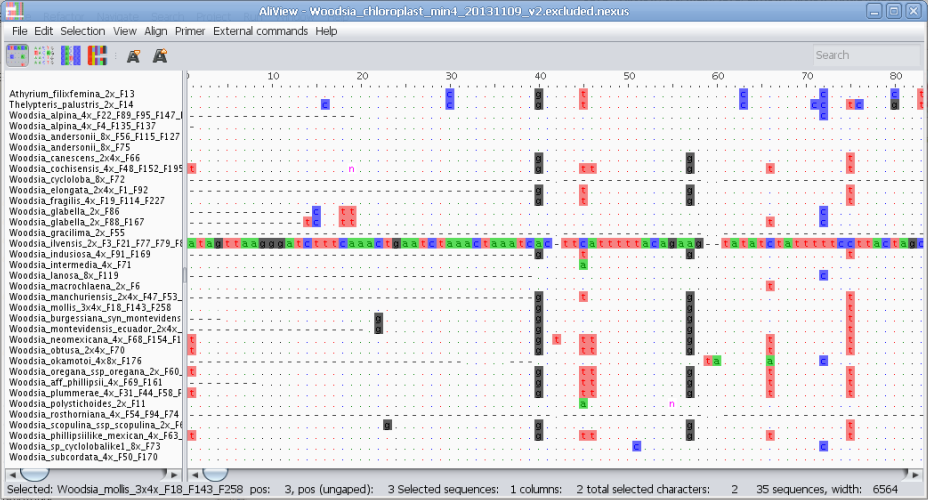 AliView - Woodsia_chloroplast_min4_20131109_v2.excluded.nexus
File Edit Selection View Align Primer External commands Help
Search
0 10 20 30 40 50 60 70 80
Athyrium_filixfemina_2x_F13
Thelypteris_palustris_2x_F14
Woodsia_alpina_4x_F22_F89_F95_F147_
Woodsia_alpina_4x_F4_F135_F137
Woodsia_andersonii_8x_F56_F115_F127
Woodsia_andersonii_8x_F75
Woodsia_canescens_2x4x_F66
Woodsia_cochisensis_4x_F48_F152_F195
Woodsia_cycloloba_8x_F72
Woodsia_elongata_2x4x_F1_F92
Woodsia_fragilis_4x_F19_F114_F227
Woodsia_glabella_2x_F86
Woodsia_glabella_2x_F88_F167
Woodsia_gracilima_2x_F55
Woodsia_ilvensis_2x_F3_F21_F77_F79_F8
Woodsia_indusiosa_4x_F91_F169
Woodsia_intermedia_4x_F71
Woodsia_lanosa_8x_F119
Woodsia_macrochlaena_2x_F6
Woodsia_manchuriensis_2x4x_F47_F53_
Woodsia_mollis_3x4x_F18_F143_F258
Woodsia_burgessiana_syn_montevidens
Woodsia_montevidensis_ecuador_2x4x_
Woodsia_neomexicana_4x_F68_F154_F1
Woodsia_obtusa_2x4x_F70
Woodsia_okamotoi_4x8x_F176
Woodsia_oregana_ssp_oregana_2x_F60_
Woodsia_aff_phillipsii_4x_F69_F161
Woodsia_plummerae_4x_F31_F44_F58_F
Woodsia_polystichoides_2x_F11
Woodsia_rosthorniana_4x_F54_F94_F74
Woodsia_scopulina_ssp_scopulina_2x_F6
Woodsia_phillipsiilike_mexican_4x_F63_
Woodsia_sp_cyclolobalike1_8x_F73
Woodsia_subcordata_4x_F50_F170
Selected: Woodsia_mollis_3x4x_F18_F143_F258 pos: 3, pos (ungaped): 3 Selected sequences: 1 columns: 2 total selected characters: 2 35 sequences, width: 6564